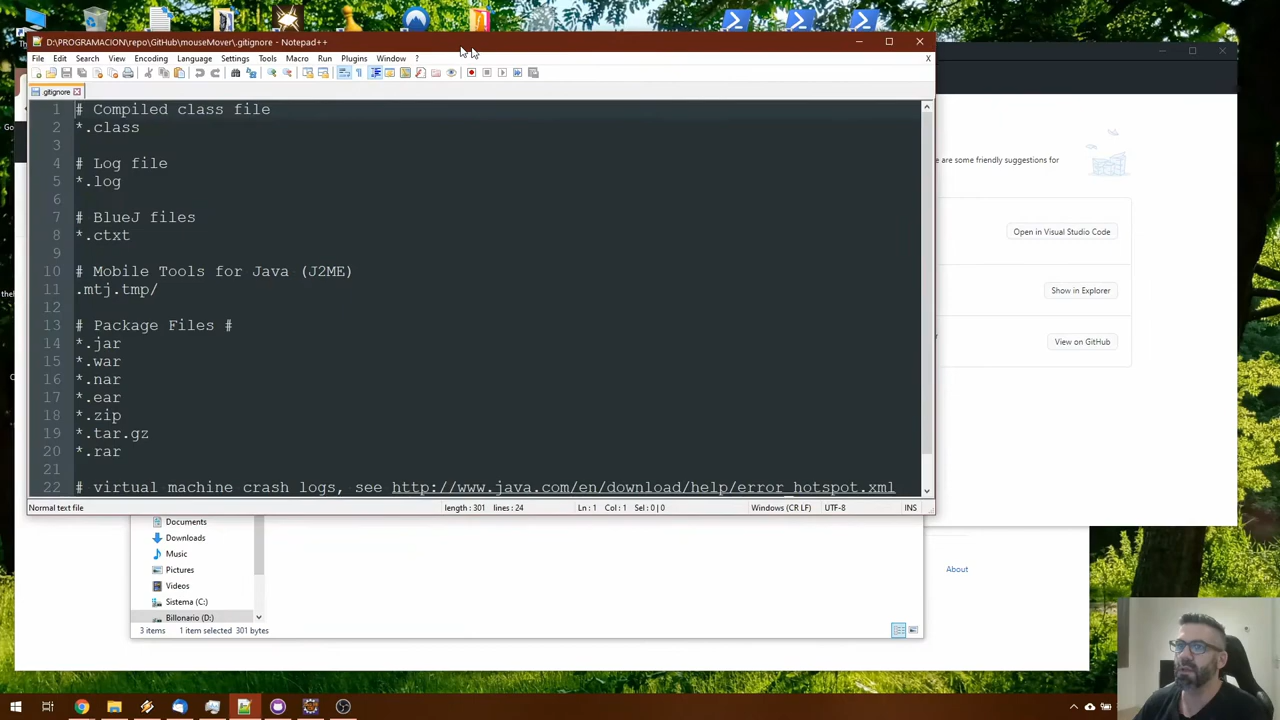 D:\PROGRAMACION\repo\GitHub\mouseMover\.gitignore - Notepad++
File Edit Search View Encoding Language Settings Tools Macro Run Plugins Window ? X
.gitignore
1 # Compiled class file
2 *.class
3
4 # Log file
5 *.log
6
7 # BlueJ files
8 *.ctxt
9
10 # Mobile Tools for Java (J2ME)
11 .mtj.tmp/
12
13 # Package Files #
14 *.jar
15 *.war
16 *.nar
17 *.ear
18 *.zip
19 *.tar.gz
20 *.rar
21
22 # virtual machine crash logs, see http://www.java.com/en/download/help/error_hotspot.xml
Normal text file length : 301 lines : 24 Ln : 1 Col : 1 Sel : 0 | 0 Windows (CR LF) UTF-8 INS
e are some friendly suggestions for
Open in Visual Studio Code
Show in Explorer
View on GitHub
Documents
Downloads
Music
Pictures
Videos
Sistema (C:)
Billonario (D:)
3 items 1 item selected 301 bytes
About